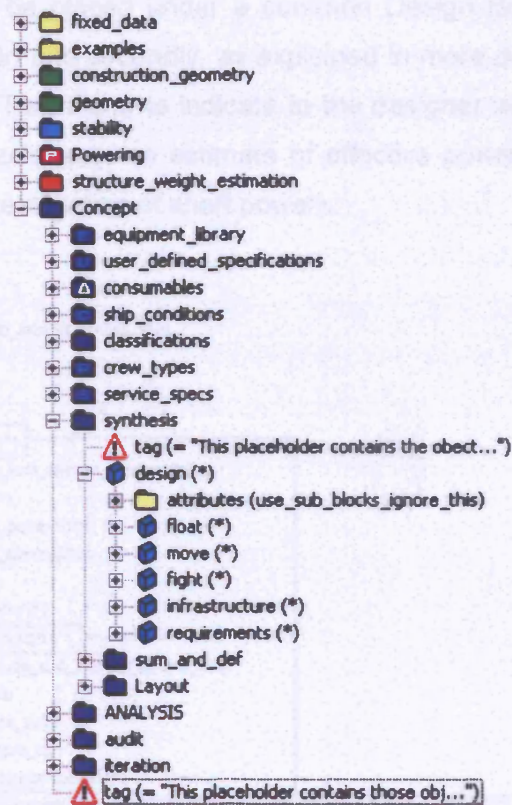 fixed_data
examples
construction_geometry
geometry
stability
Powering
structure_weight_estimation
Concept
equipment_library
user_defined_specifications
consumables
ship_conditions
classifications
crew_types
service_specs
synthesis
tag (= "This placeholder contains the obect...")
design (*)
attributes (use_sub_blocks_ignore_this)
float (*)
move (*)
fight (*)
infrastructure (*)
requirements (*)
sum_and_def
Layout
ANALYSIS
audit
iteration
tag (= "This placeholder contains those obj...")